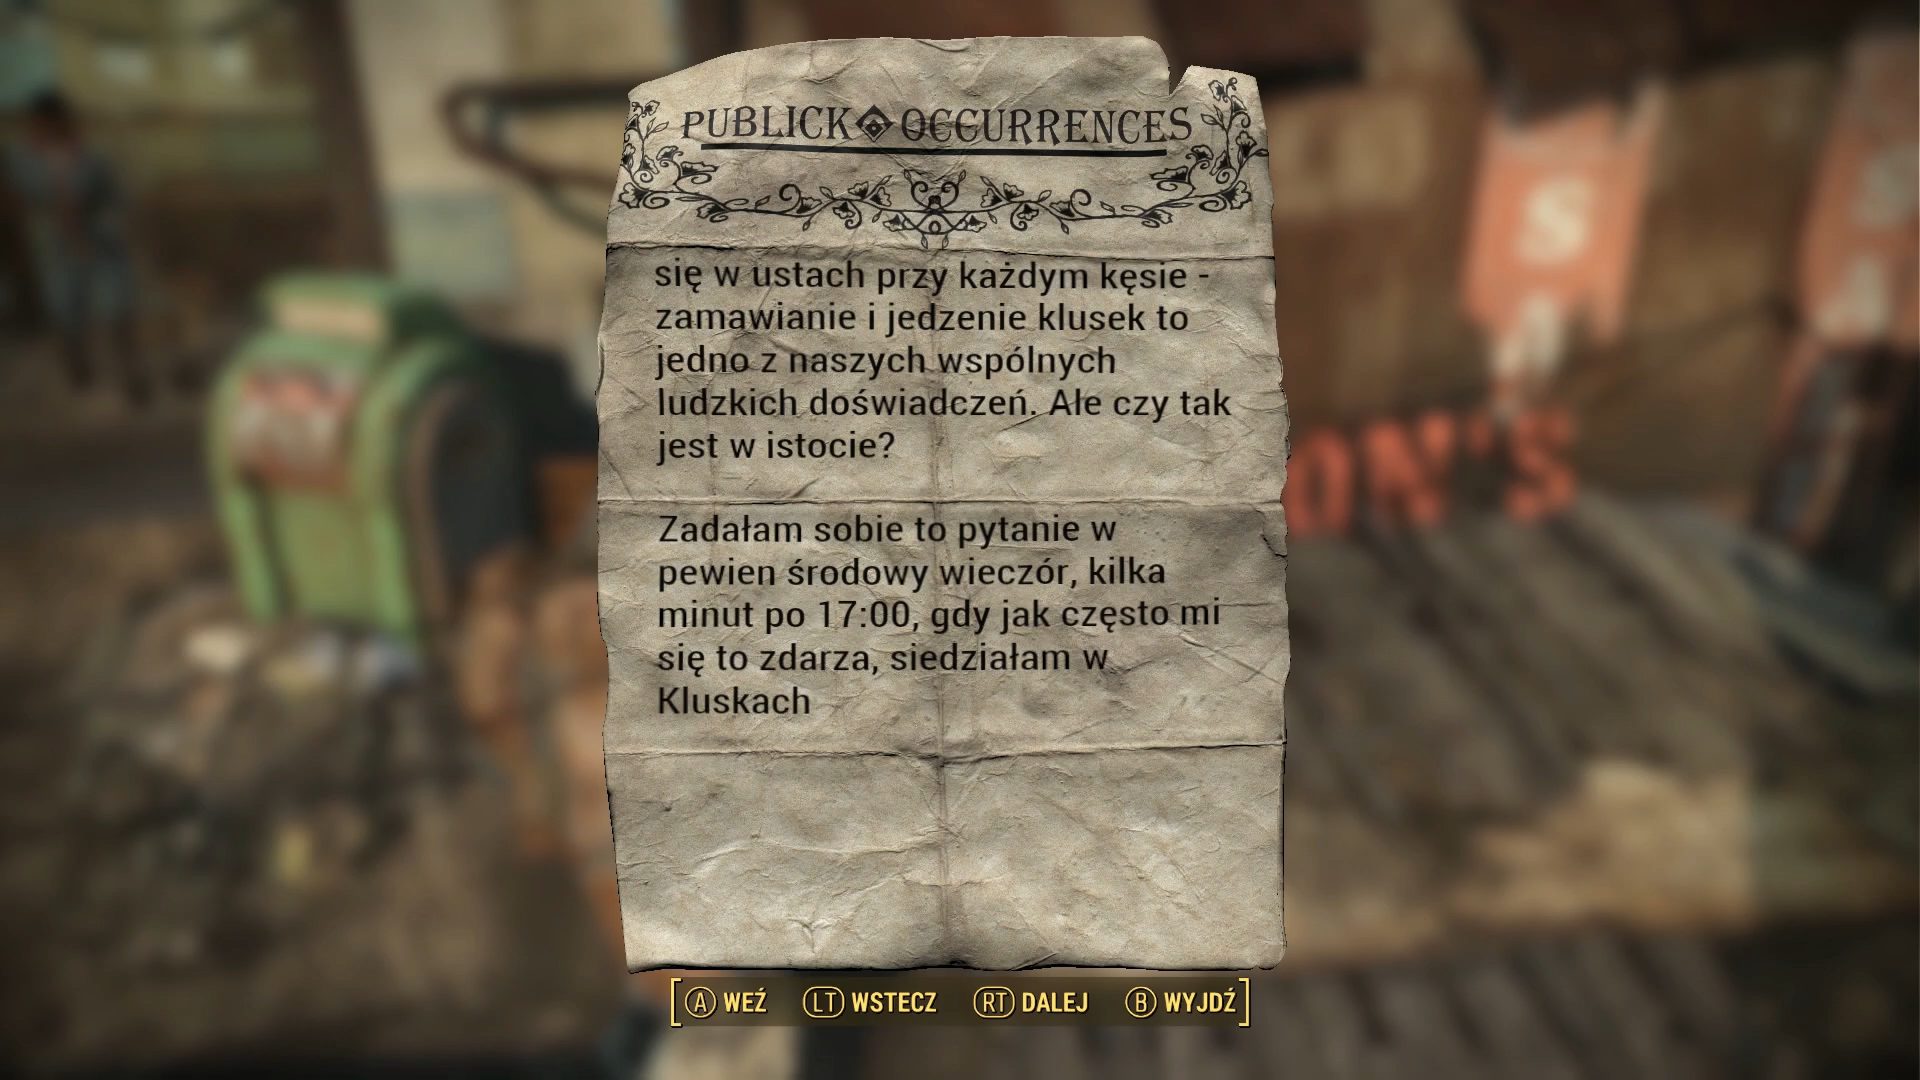 PUBLICK OCCURRENCES
się w ustach przy każdym kęsie -
zamawianie i jedzenie klusek to
jedno z naszych wspólnych
ludzkich doświadczeń. Ale czy tak
jest w istocie?
Zadałam sobie to pytanie w
pewien środowy wieczór, kilka
minut po 17:00, gdy jak często mi
się to zdarza, siedziałam w
Kluskach
S
A
S
A
ON'S
A WEŹ LT WSTECZ RT DALEJ B WYJDŹ